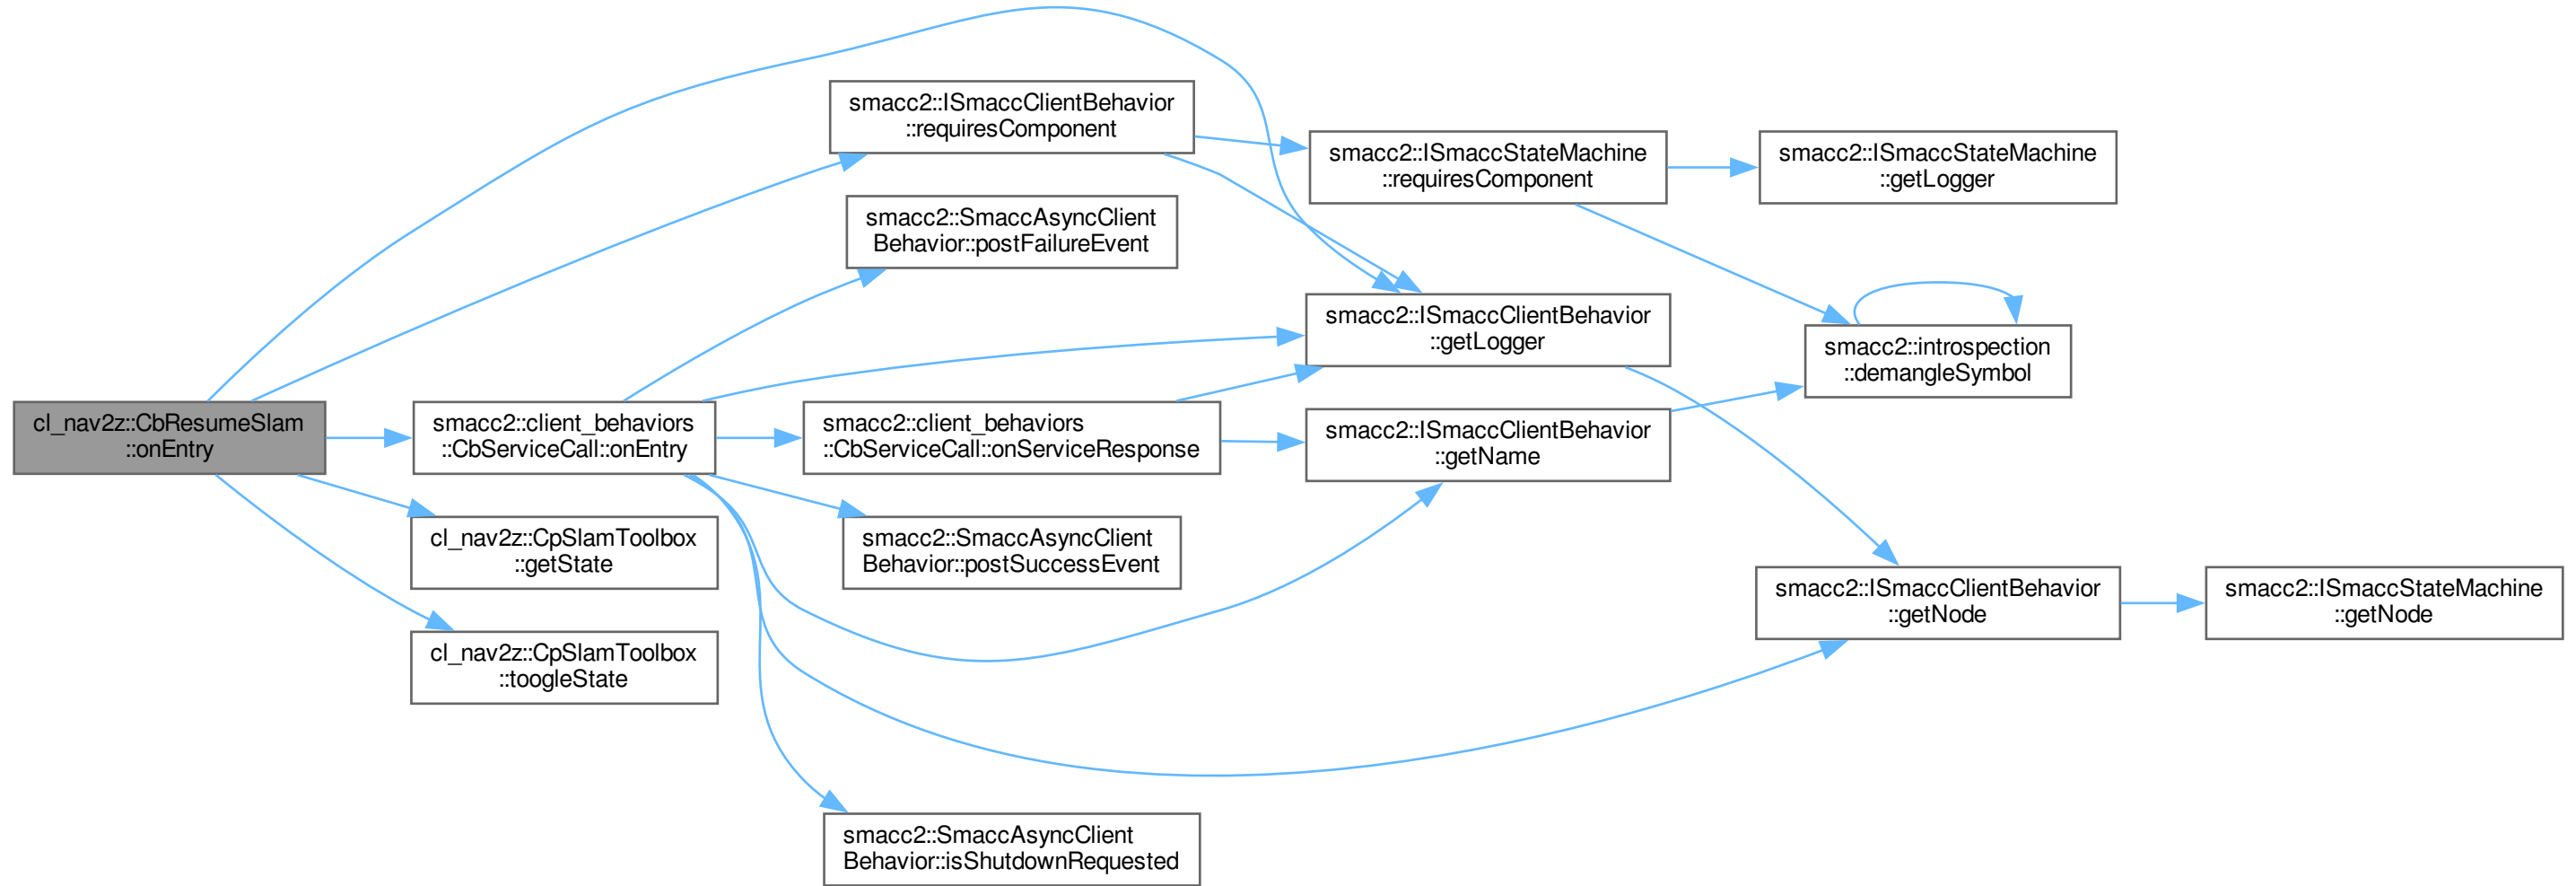 cl_nav2z::CbResumeSlam
::onEntry
smacc2::ISmaccClientBehavior
::requiresComponent
smacc2::ISmaccStateMachine
::requiresComponent
smacc2::ISmaccStateMachine
::getLogger
smacc2::SmaccAsyncClient
Behavior::postFailureEvent
smacc2::ISmaccClientBehavior
::getLogger
smacc2::introspection
::demangleSymbol
smacc2::client_behaviors
::CbServiceCall::onEntry
smacc2::client_behaviors
::CbServiceCall::onServiceResponse
smacc2::ISmaccClientBehavior
::getName
cl_nav2z::CpSlamToolbox
::getState
smacc2::SmaccAsyncClient
Behavior::postSuccessEvent
smacc2::ISmaccClientBehavior
::getNode
smacc2::ISmaccStateMachine
::getNode
cl_nav2z::CpSlamToolbox
::toogleState
smacc2::SmaccAsyncClient
Behavior::isShutdownRequested